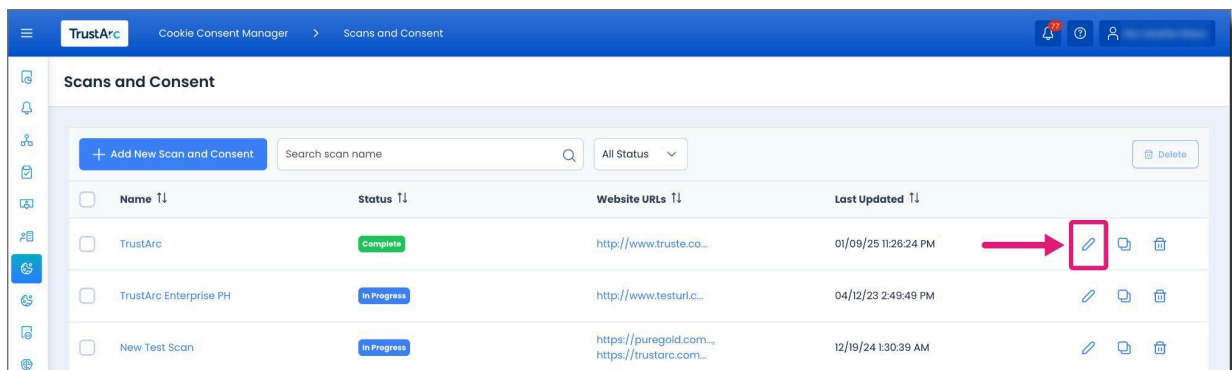 TrustArc Cookie Consent Manager > Scans and Consent 77
Scans and Consent
+ Add New Scan and Consent Search scan name All Status Delete
Name Status Website URLs Last Updated
TrustArc Complete http://www.truste.co... 01/09/25 11:26:24 PM
TrustArc Enterprise PH In Progress http://www.testurl.c... 04/12/23 2:49:49 PM
New Test Scan In Progress https://puregold.com..., 12/19/24 1:30:39 AM
https://trustarc.com...